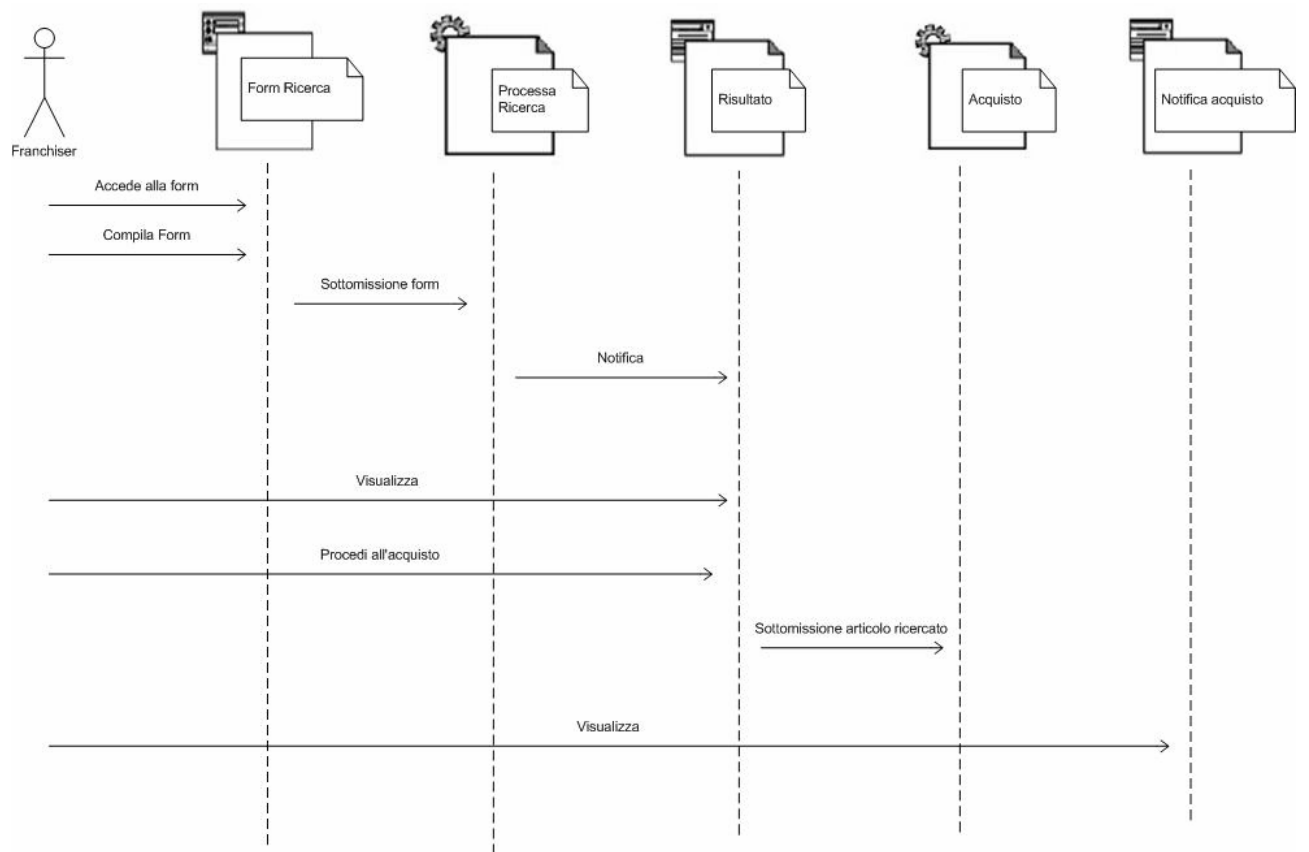 Form Ricerca
Processa
Ricerca
Risultato
Acquisto
Notifica acquisto
Franchiser
Accede alla form
Compila Form
Sottomissione form
Notifica
Visualizza
Procedi all'acquisto
Sottomissione articolo ricercato
Visualizza